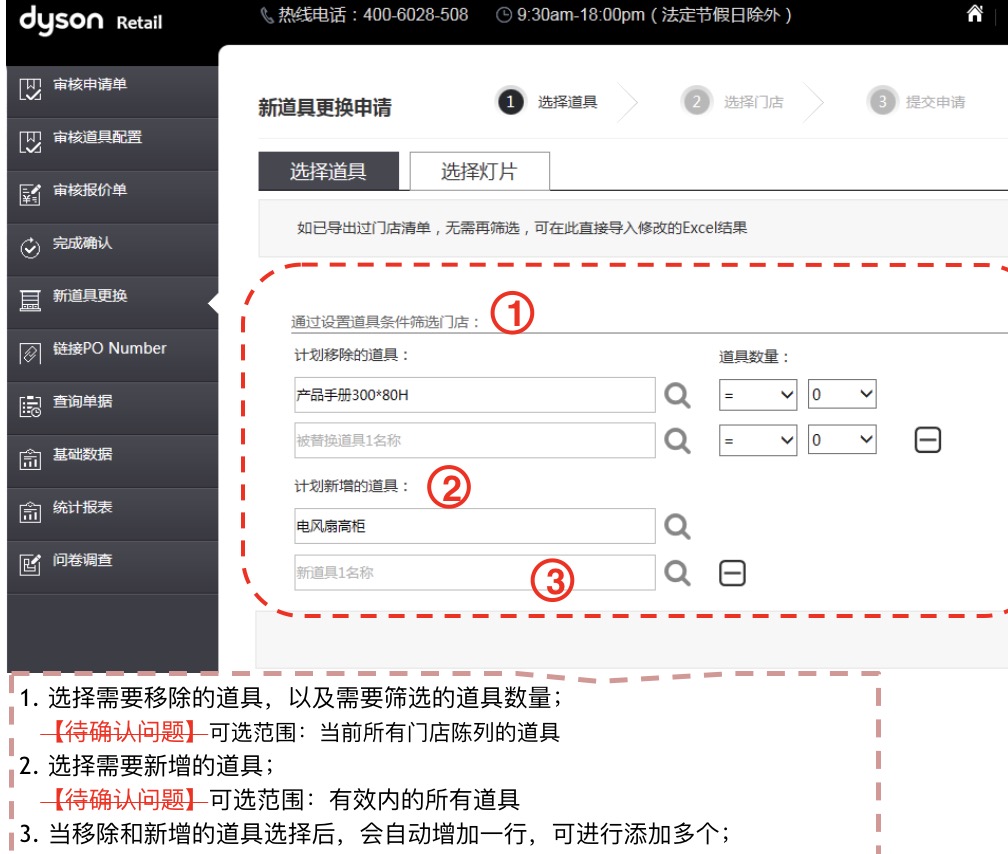 dyson Retail
热线电话：400-6028-508 9:30am-18:00pm（法定节假日除外）
审核申请单
审核道具配置
审核报价单
完成确认
新道具更换
链接PO Number
查询单据
基础数据
统计报表
问卷调查
新道具更换申请 1 选择道具 2 选择门店 3 提交申请
选择道具 选择灯片
如已导出过门店清单，无需再筛选，可在此直接导入修改的Excel结果
通过设置道具条件筛选门店： ①
计划移除的道具： 道具数量：
产品手册300*80H = 0
被替换道具1名称 = 0
计划新增的道具： ②
电风扇高柜
新道具1名称 ③
1. 选择需要移除的道具，以及需要筛选的道具数量；
【待确认问题】可选范围：当前所有门店陈列的道具
2. 选择需要新增的道具；
【待确认问题】可选范围：有效内的所有道具
3. 当移除和新增的道具选择后，会自动增加一行，可进行添加多个；